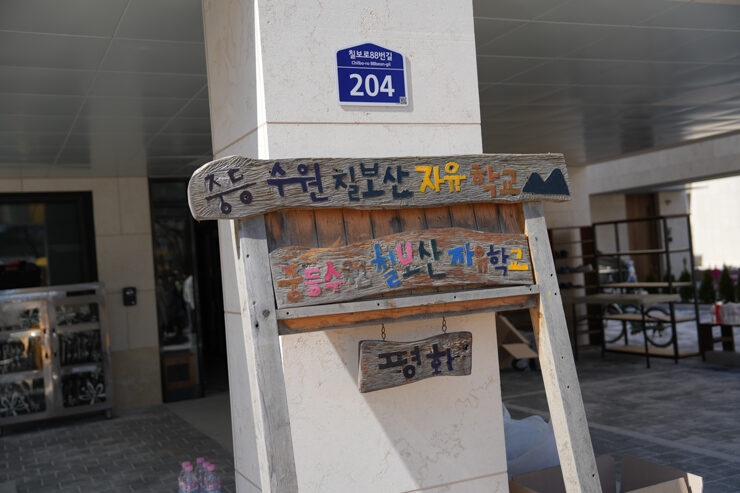 칠보로88번길
Chilbo-ro 88beon-gil
204
중등 수원 칠보산 자유 학교
중등 수원 칠보산 자유학교
평화